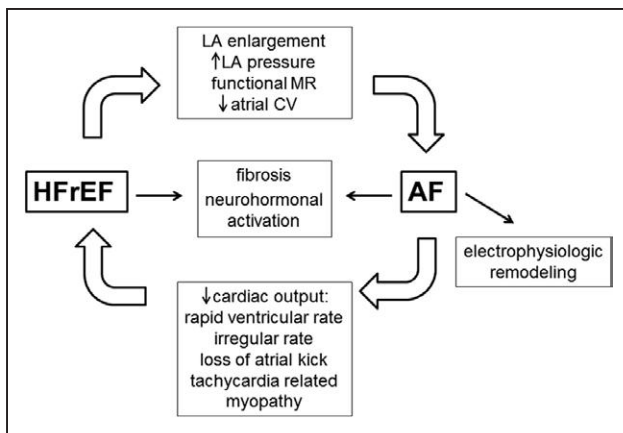 LA enlargement
↑LA pressure
functional MR
↓ atrial CV
HFrEF
fibrosis
neurohormonal
activation
AF
electrophysiologic
remodeling
↓cardiac output:
rapid ventricular rate
irregular rate
loss of atrial kick
tachycardia related
myopathy